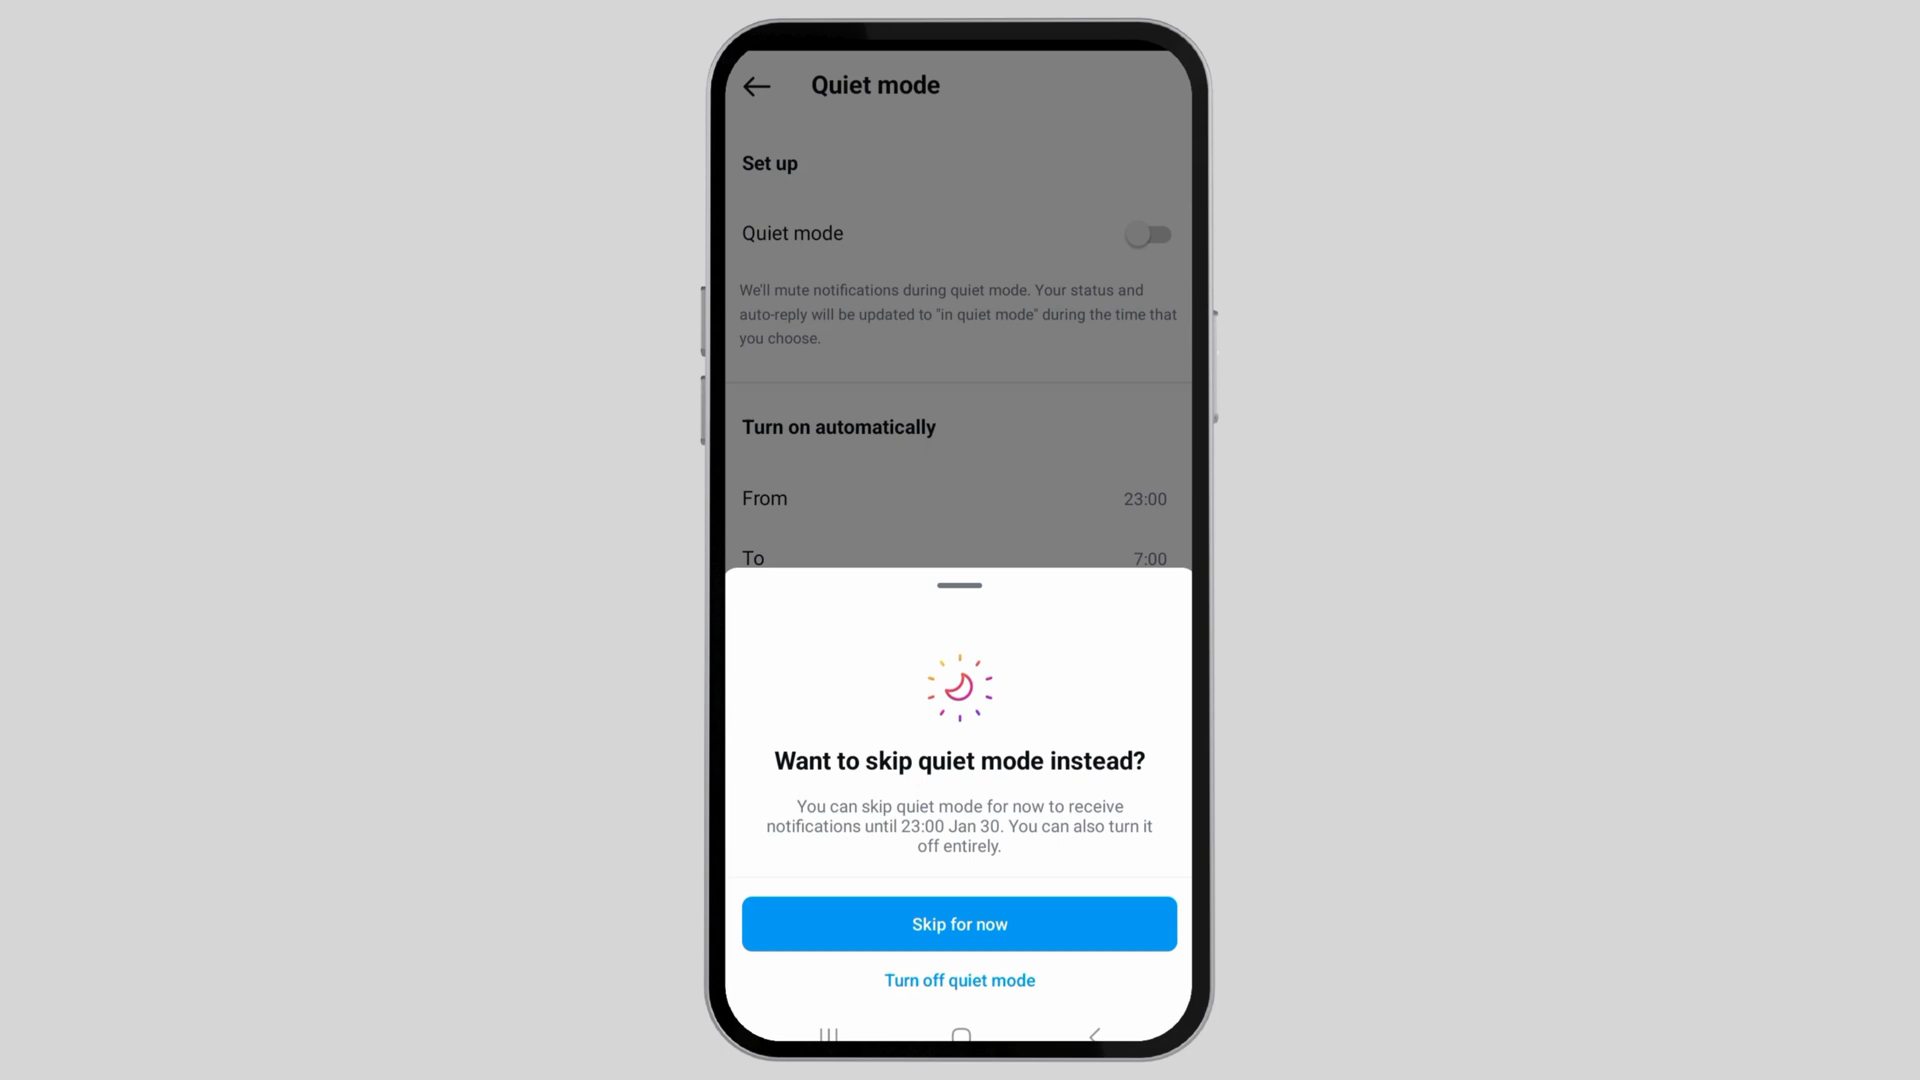 Quiet mode
Set up
Quiet mode
We'll mute notifications during quiet mode. Your status and
auto-reply will be updated to "in quiet mode" during the time that
you choose.
Turn on automatically
From 23:00
To 7:00
Want to skip quiet mode instead?
You can skip quiet mode for now to receive
notifications until 23:00 Jan 30. You can also turn it
off entirely.
Skip for now
Turn off quiet mode